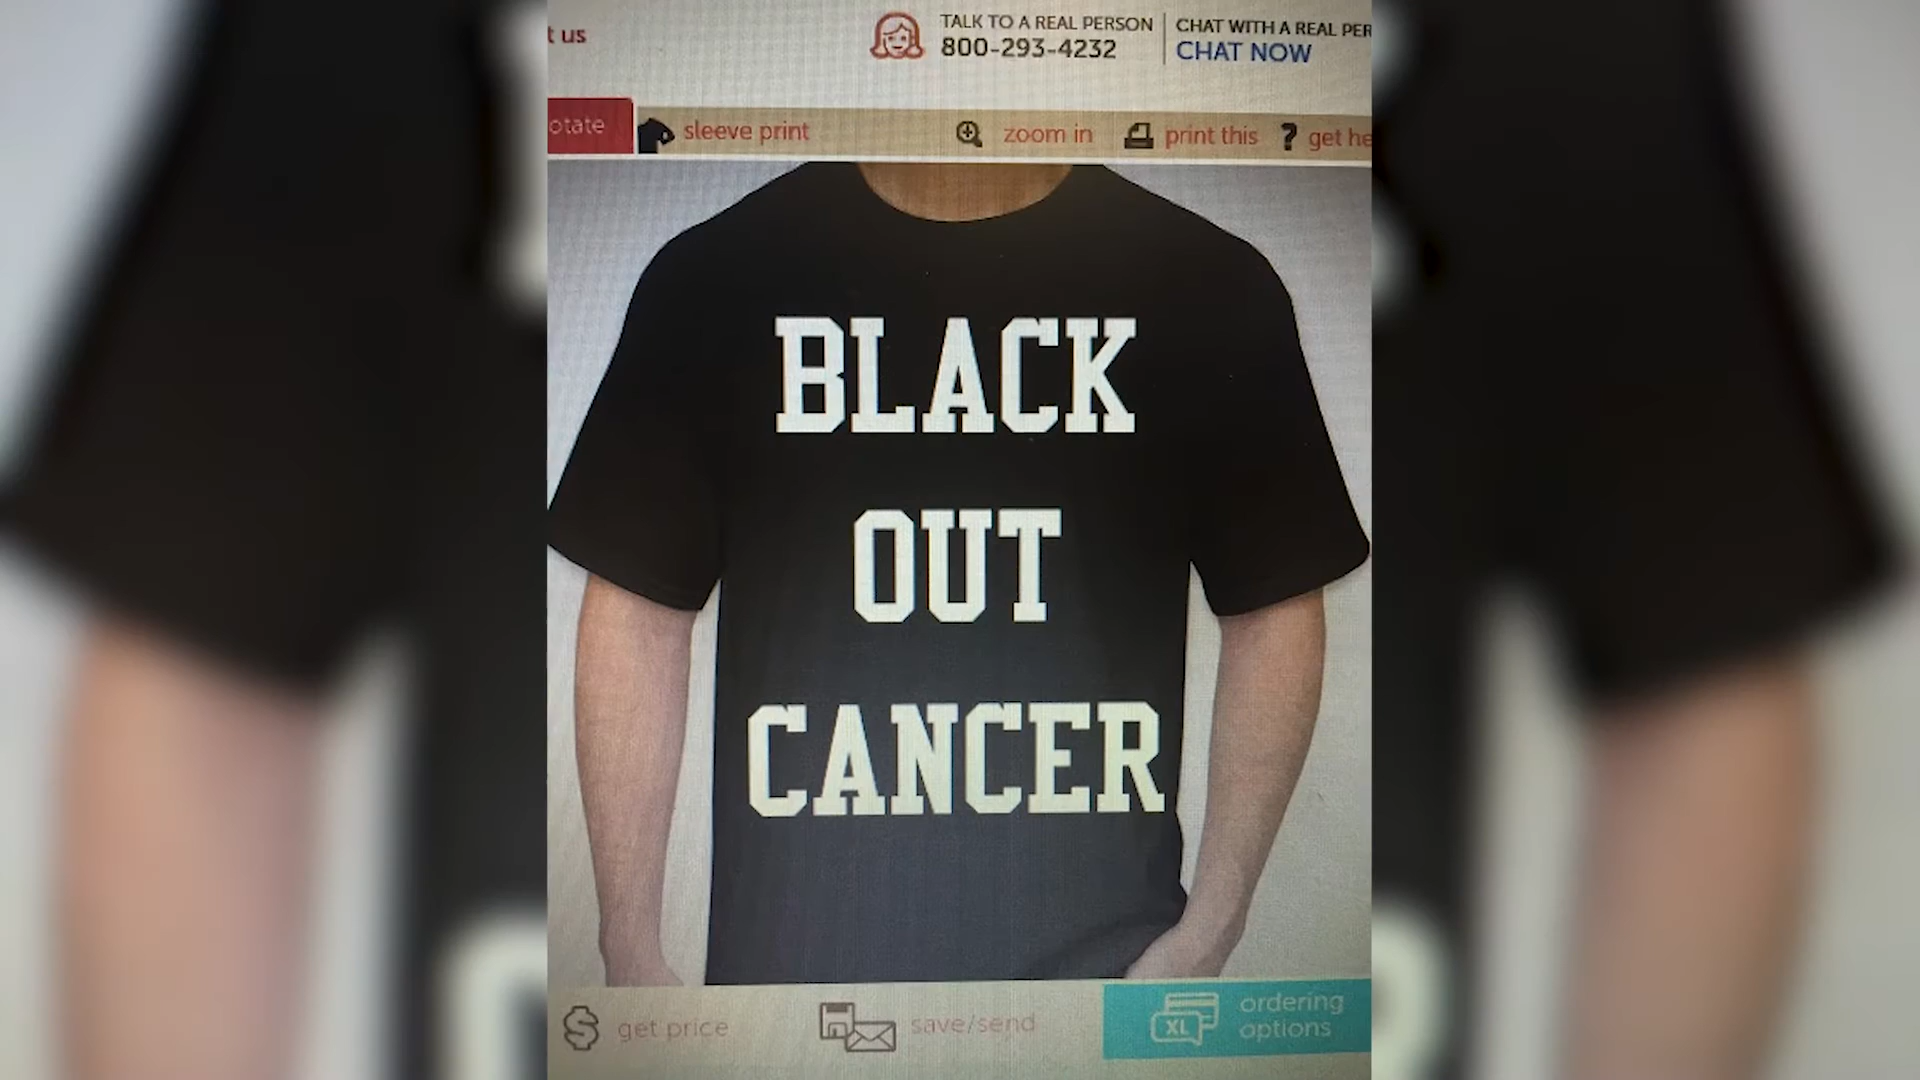 t us
TALK TO A REAL PERSON
800-293-4232
CHAT WITH A REAL PER
CHAT NOW
otate
sleeve print
zoom in
print this
? get he
BLACK
OUT
CANCER
$ get price
save/send
XL
ordering
options